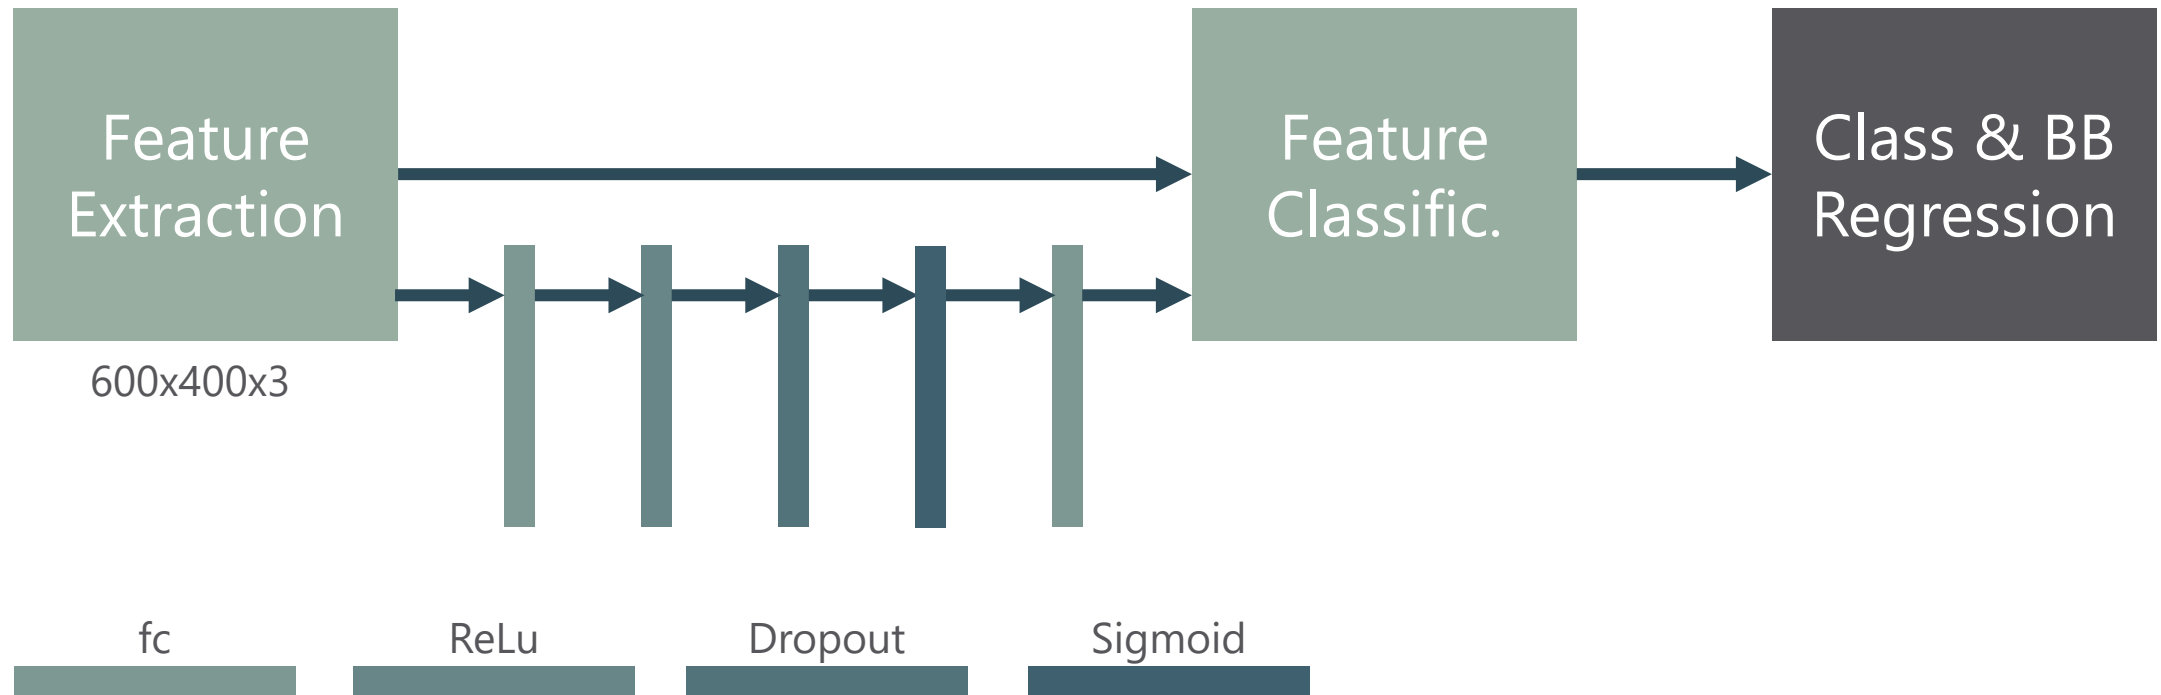 Feature
Extraction
Feature
Classific.
Class & BB
Regression
600x400x3
fc
ReLu
Dropout
Sigmoid